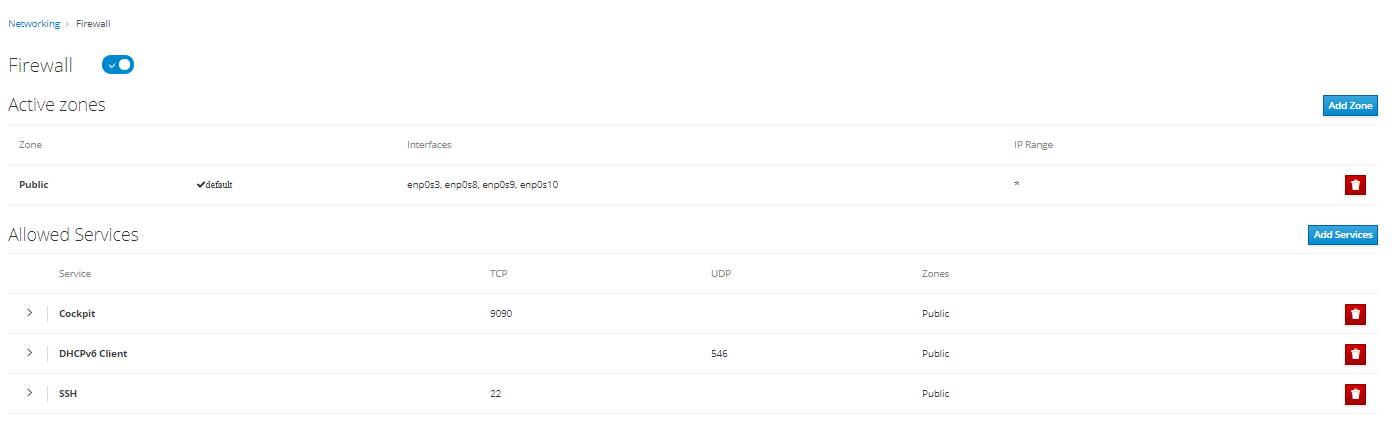 Networking > Firewall
Firewall
Active zones Add Zone
Zone Interfaces IP Range
Public ✔default enp0s3, enp0s8, enp0s9, enp0s10 *
Allowed Services Add Services
Service TCP UDP Zones
> Cockpit 9090 Public
> DHCPv6 Client 546 Public
> SSH 22 Public